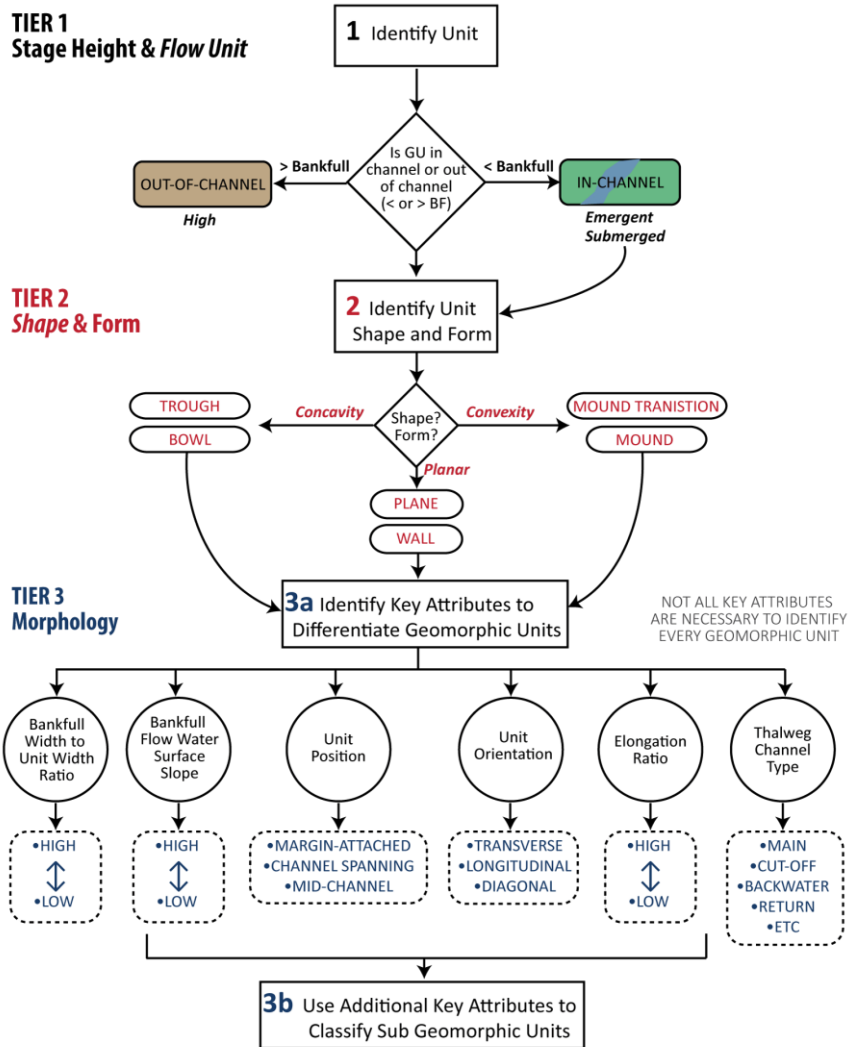 TIER 1
Stage Height & Flow Unit
1 Identify Unit
Is GU in
channel or out
of channel
(< or > BF)
> Bankfull
< Bankfull
OUT-OF-CHANNEL
High
IN-CHANNEL
Emergent
Submerged
TIER 2
Shape & Form
2 Identify Unit
Shape and Form
Shape?
Form?
Concavity
Convexity
Planar
TROUGH
BOWL
MOUND TRANISTION
MOUND
PLANE
WALL
TIER 3
Morphology
3a Identify Key Attributes to
Differentiate Geomorphic Units
NOT ALL KEY ATTRIBUTES
ARE NECESSARY TO IDENTIFY
EVERY GEOMORPHIC UNIT
Bankfull
Width to
Unit Width
Ratio
Bankfull
Flow Water
Surface
Slope
Unit
Position
Unit
Orientation
Elongation
Ratio
Thalweg
Channel
Type
•HIGH
•LOW
•HIGH
•LOW
•MARGIN-ATTACHED
•CHANNEL SPANNING
•MID-CHANNEL
•TRANSVERSE
•LONGITUDINAL
•DIAGONAL
•HIGH
•LOW
•MAIN
•CUT-OFF
•BACKWATER
•RETURN
•ETC
3b Use Additional Key Attributes to
Classify Sub Geomorphic Units